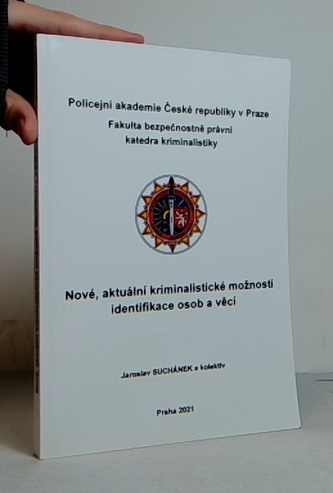 Policejní akademie České republiky v Praze
Fakulta bezpečnostně právní
katedra kriminalistiky
Nové, aktuální kriminalistické možnosti
identifikace osob a věcí
Jaroslav SUCHÁNEK a kolektiv
Praha 2021